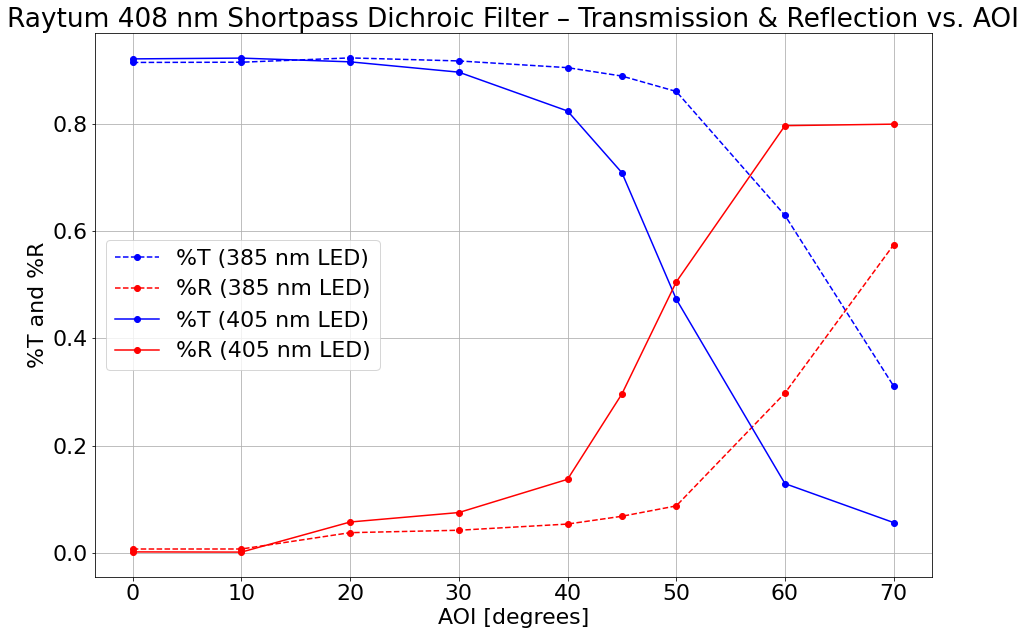 Raytum 408 nm Shortpass Dichroic Filter – Transmission & Reflection vs. AOI
%T and %R
0.8
0.6
0.4
0.2
0.0
%T (385 nm LED)
%R (385 nm LED)
%T (405 nm LED)
%R (405 nm LED)
0 10 20 30 40 50 60 70
AOI [degrees]